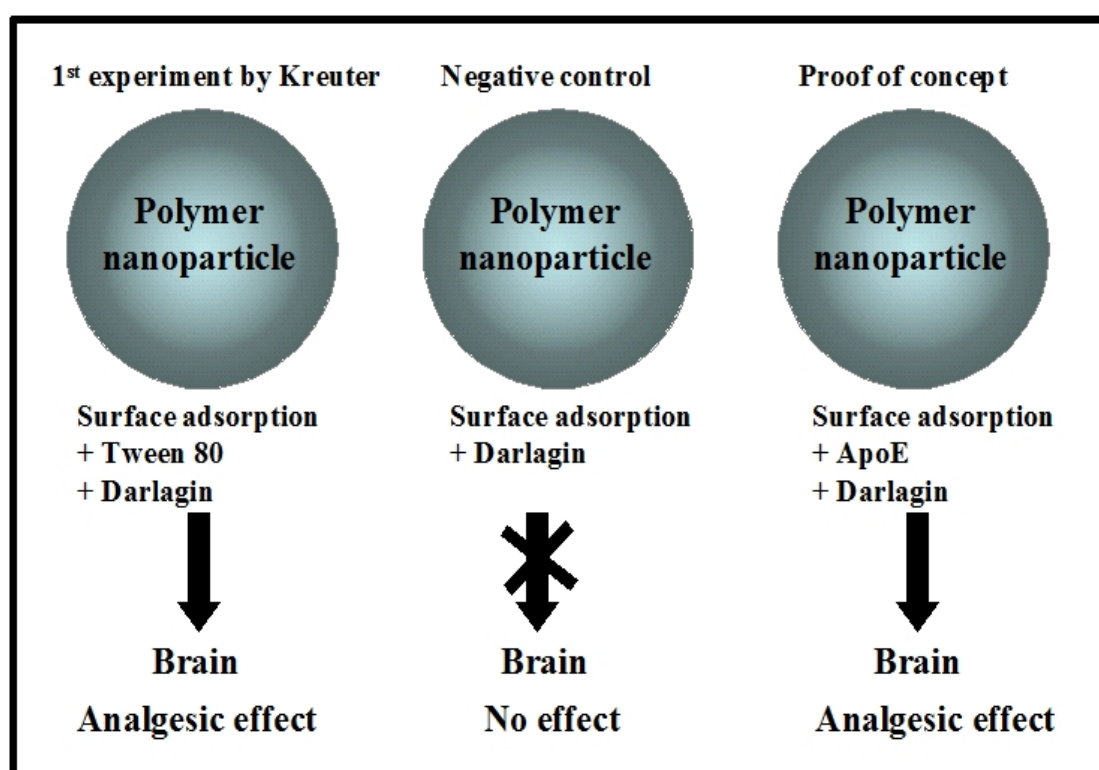 1st experiment by Kreuter
Polymer
nanoparticle
Surface adsorption
+ Tween 80
+ Darlagin
Brain
Analgesic effect
Negative control
Polymer
nanoparticle
Surface adsorption
+ Darlagin
Brain
No effect
Proof of concept
Polymer
nanoparticle
Surface adsorption
+ ApoE
+ Darlagin
Brain
Analgesic effect